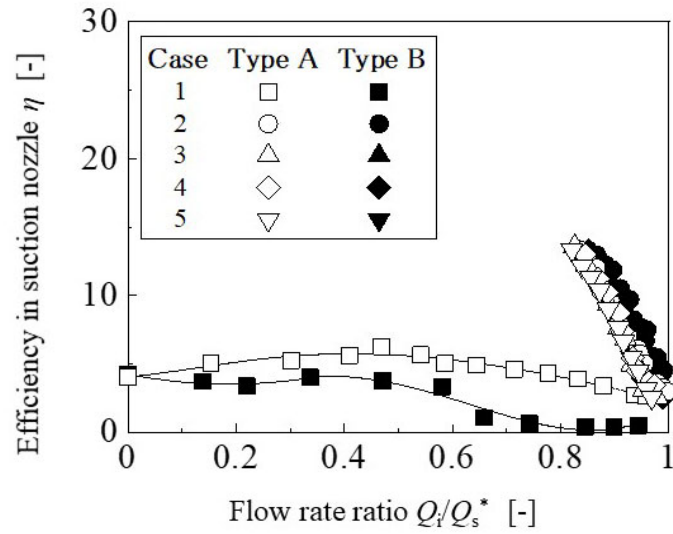 30
20
10
0
Efficiency in suction nozzle η [-]
Case Type A Type B
1
2
3
4
5
0 0.2 0.4 0.6 0.8 1
Flow rate ratio Qi/Qs* [-]